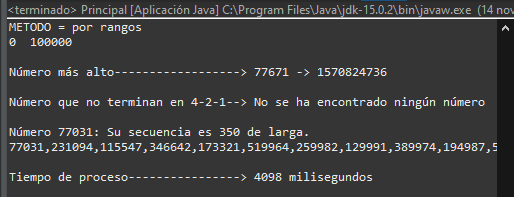 <terminado> Principal [Aplicación Java] C:\Program Files\Java\jdk-15.0.2\bin\javaw.exe (14 nov
METODO = por rangos
0  100000
Número más alto-----------------> 77671 -> 1570824736
Número que no terminan en 4-2-1--> No se ha encontrado ningún número
Número 77031: Su secuencia es 350 de larga.
77031,231094,115547,346642,173321,519964,259982,129991,389974,194987,5
Tiempo de proceso---------------> 4098 milisegundos